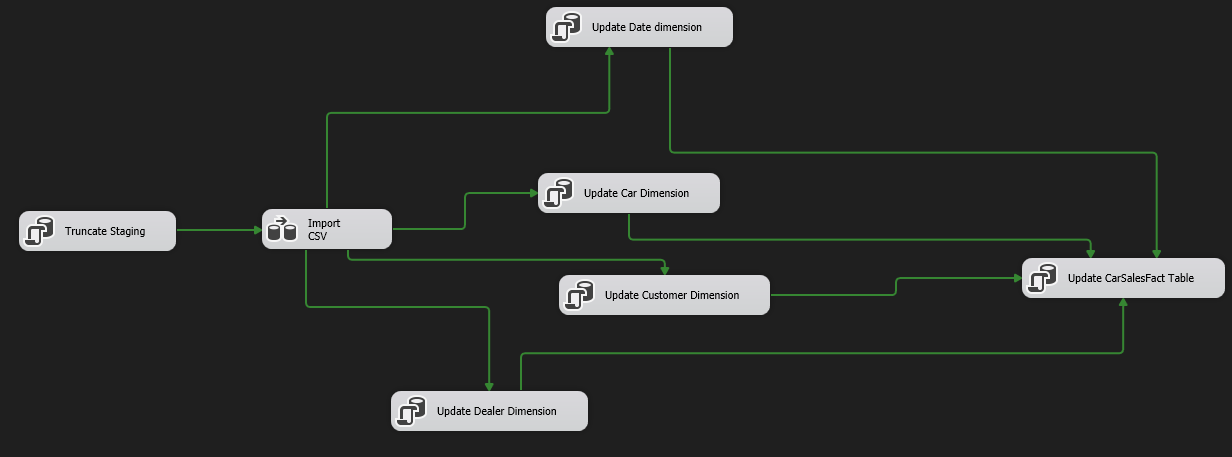 Update Date dimension
Update Car Dimension
Truncate Staging
Import
CSV
Update CarSalesFact Table
Update Customer Dimension
Update Dealer Dimension